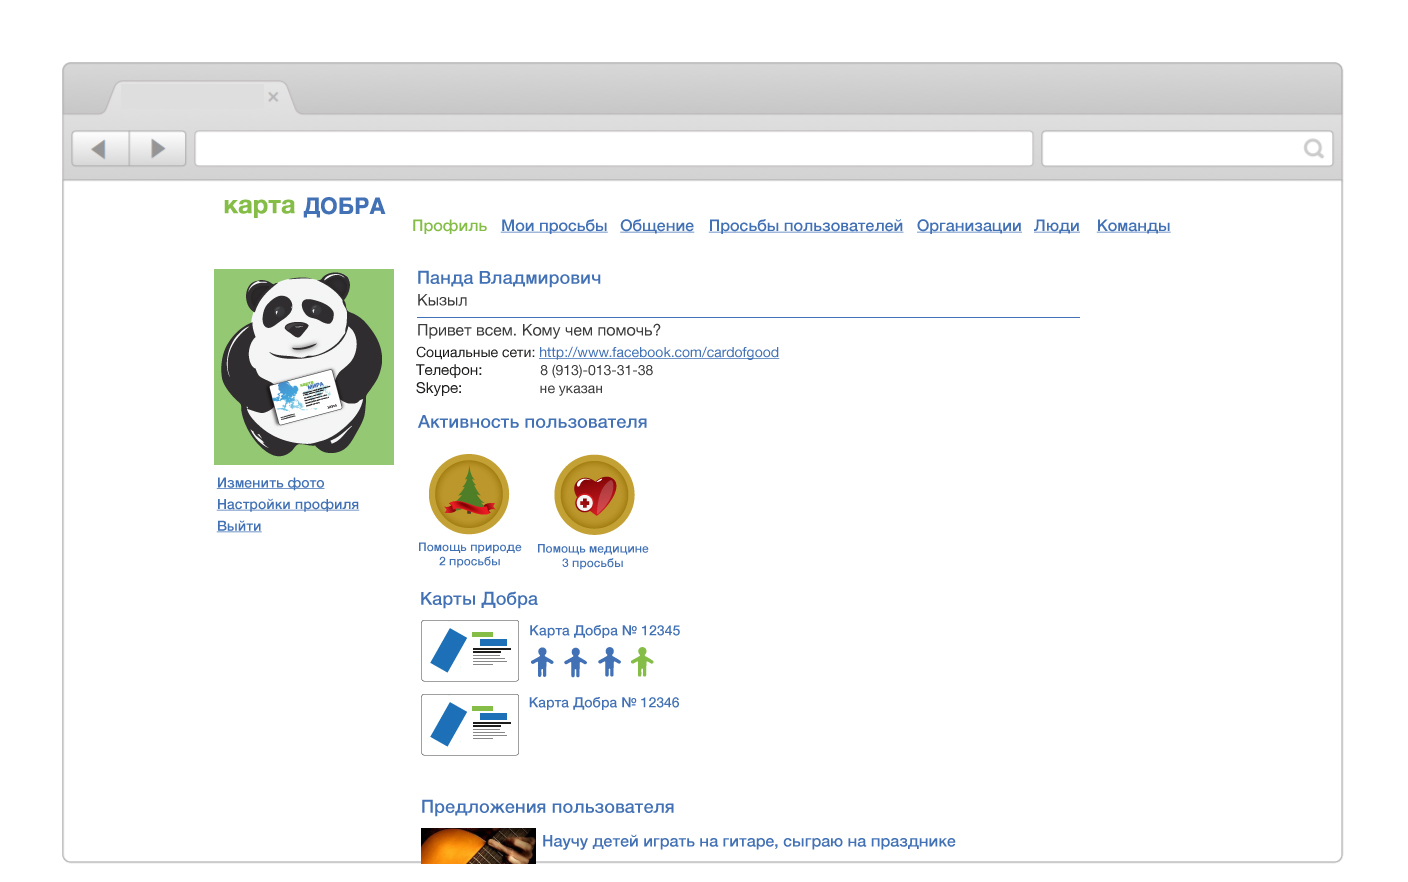 карта ДОБРА
Профиль Мои просьбы Общение Просьбы пользователей Организации Люди Команды
Панда Владмирович
Кызыл
Привет всем. Кому чем помочь?
Социальные сети: http://www.facebook.com/cardofgood
Телефон: 8 (913)-013-31-38
Skype: не указан
карта
МИРА
Изменить фото
Настройки профиля
Выйти
Активность пользователя
Помощь природе
2 просьбы
Помощь медицине
3 просьбы
Карты Добра
Карта Добра № 12345
Карта Добра № 12346
Предложения пользователя
Научу детей играть на гитаре, сыграю на празднике